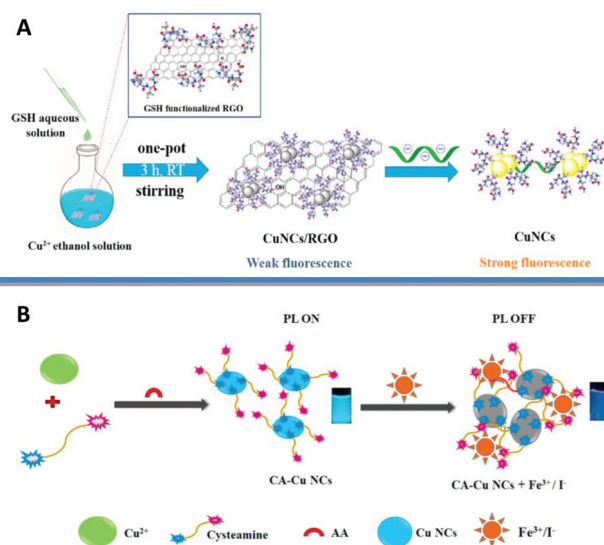 A
GSH functionalized RGO
GSH aqueous
solution
one-pot
3 h, RT
stirring
Cu²⁺ ethanol solution
CuNCs/RGO
CuNCs
Weak fluorescence
Strong fluorescence
B
PL ON
PL OFF
CA-Cu NCs
CA-Cu NCs + Fe³⁺/ I⁻
Cu²⁺
Cysteamine
AA
Cu NCs
Fe³⁺/I⁻